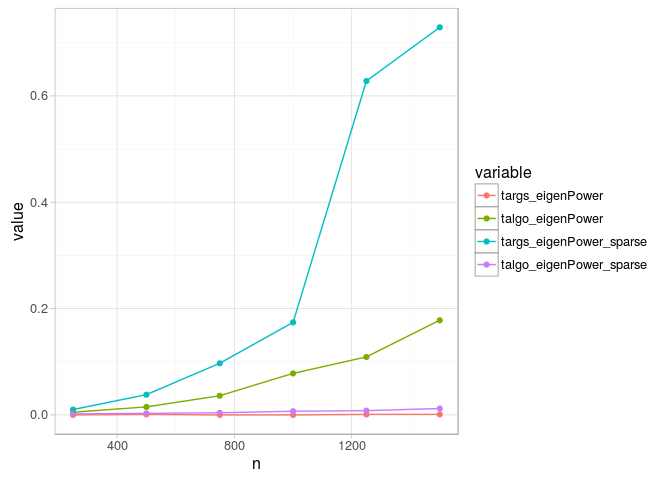 0.6
0.4
0.2
0.0
value
400
800
1200
n
variable
targs_eigenPower
talgo_eigenPower
targs_eigenPower_sparse
talgo_eigenPower_sparse